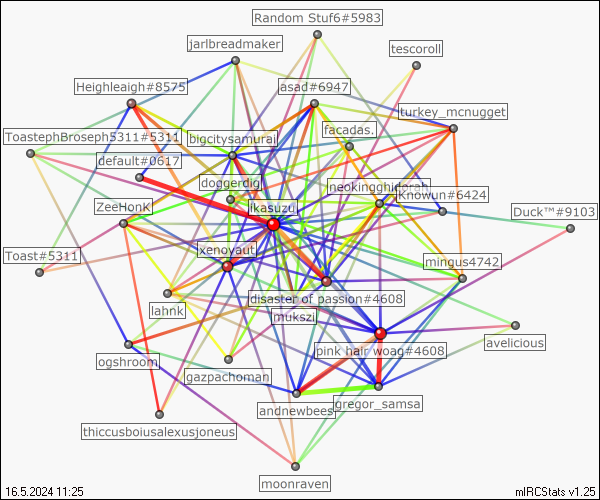 Random Stuf6#5983
jarlbreadmaker
tescoroll
Heighleaigh#8575
asad#6947
turkey_mcnugget
ToastephBroseph5311#5311
bigcitysamurai
facadas.
default#0617
doggerdig
neokingghidorah
Knowun#6424
ZeeHonK
Ikasuzu
Duck™#9103
Toast#5311
xenovaut
mingus4742
disaster of passion#4608
lahnk
mukszi
avelicious
ogshroom
pink hair woag#4608
gazpachoman
gregor_samsa
andnewbees
thiccusboiusalexusjoneus
moonraven
16.5.2024 11:25
mIRCStats v1.25